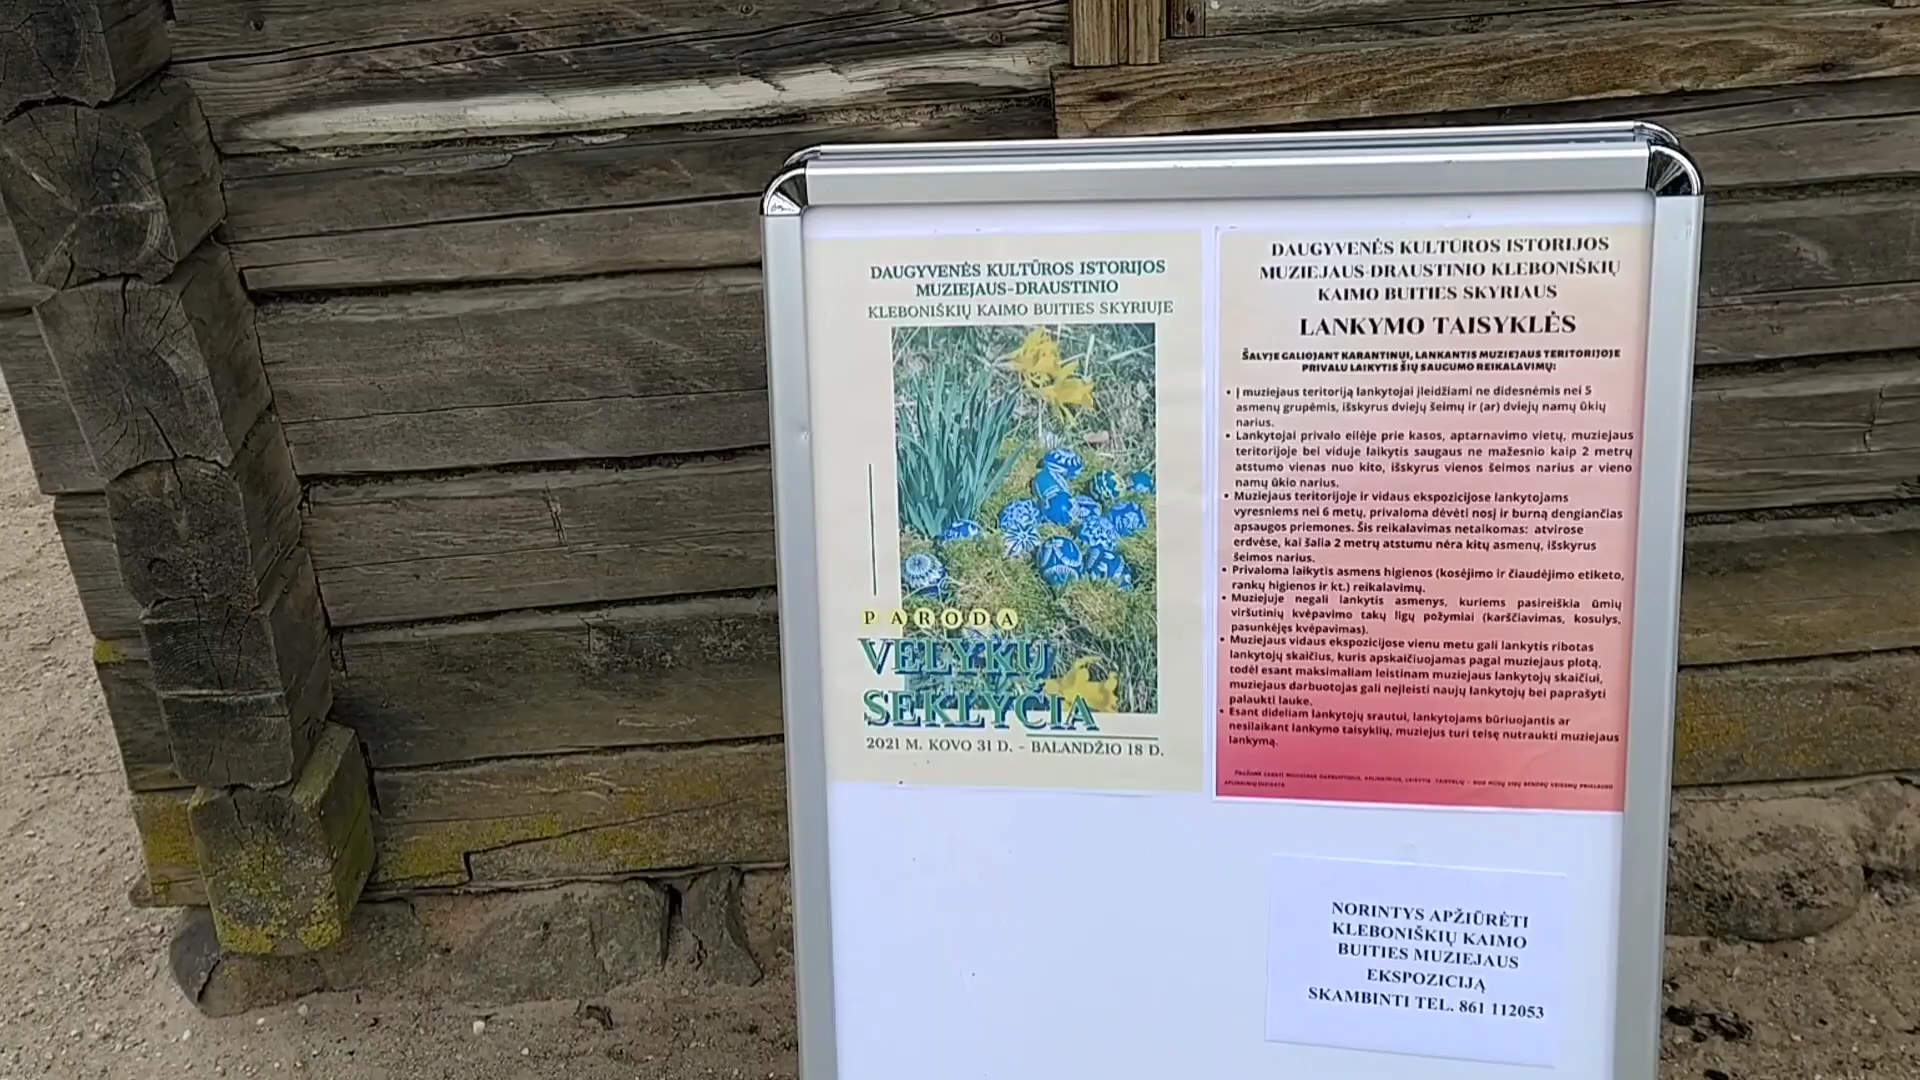 DAUGYVENĖS KULTŪROS ISTORIJOS
MUZIEJAUS-DRAUSTINIO
KLEBONIŠKIŲ KAIMO BUITIES SKYRIUJE
PARODA
VELYKŲ
SEKLYČIA
2021 M. KOVO 31 D. - BALANDŽIO 18 D.
DAUGYVENĖS KULTŪROS ISTORIJOS
MUZIEJAUS-DRAUSTINIO KLEBONIŠKIŲ
KAIMO BUITIES SKYRIAUS
LANKYMO TAISYKLĖS
ŠALYJE GALIOJANT KARANTINUI, LANKANTIS MUZIEJAUS TERITORIJOJE
PRIVALU LAIKYTIS ŠIŲ SAUGUMO REIKALAVIMŲ:
• Į muziejaus teritoriją lankytojai įleidžiami ne didesnėmis nei 5
asmenų grupėmis, išskyrus dviejų šeimų ir (ar) dviejų namų ūkių
narius.
• Lankytojai privalo eilėje prie kasos, aptarnavimo vietų, muziejaus
teritorijoje bei viduje laikytis saugaus ne mažesnio kaip 2 metrų
atstumo vienas nuo kito, išskyrus vienos šeimos narius ar vieno
namų ūkio narius.
• Muziejaus teritorijoje ir vidaus ekspozicijose lankytojams
vyresniems nei 6 metų, privaloma dėvėti nosį ir burną dengiančias
apsaugos priemones. Šis reikalavimas netaikomas: atvirose
erdvėse, kai šalia 2 metrų atstumu nėra kitų asmenų, išskyrus
šeimos narius.
• Privaloma laikytis asmens higienos (kosėjimo ir čiaudėjimo etiketo,
rankų higienos ir kt.) reikalavimų.
• Muziejuje negali lankytis asmenys, kuriems pasireiškia ūmių
viršutinių kvėpavimo takų ligų požymiai (karščiavimas, kosulys,
pasunkėjęs kvėpavimas).
• Muziejaus vidaus ekspozicijose vienu metu gali lankytis ribotas
lankytojų skaičius, kuris apskaičiuojamas pagal muziejaus plotą,
todėl esant maksimaliam leistinam muziejaus lankytojų skaičiui,
muziejaus darbuotojas gali neįleisti naujų lankytojų bei paprašyti
palaukti lauke.
• Esant dideliam lankytojų srautui, lankytojams būriuojantis ar
nesilaikant lankymo taisyklių, muziejus turi teisę nutraukti muziejaus
lankymą.
NORINTYS APŽIŪRĖTI
KLEBONIŠKIŲ KAIMO
BUITIES MUZIEJAUS
EKSPOZICIJĄ
SKAMBINTI TEL. 861 112053